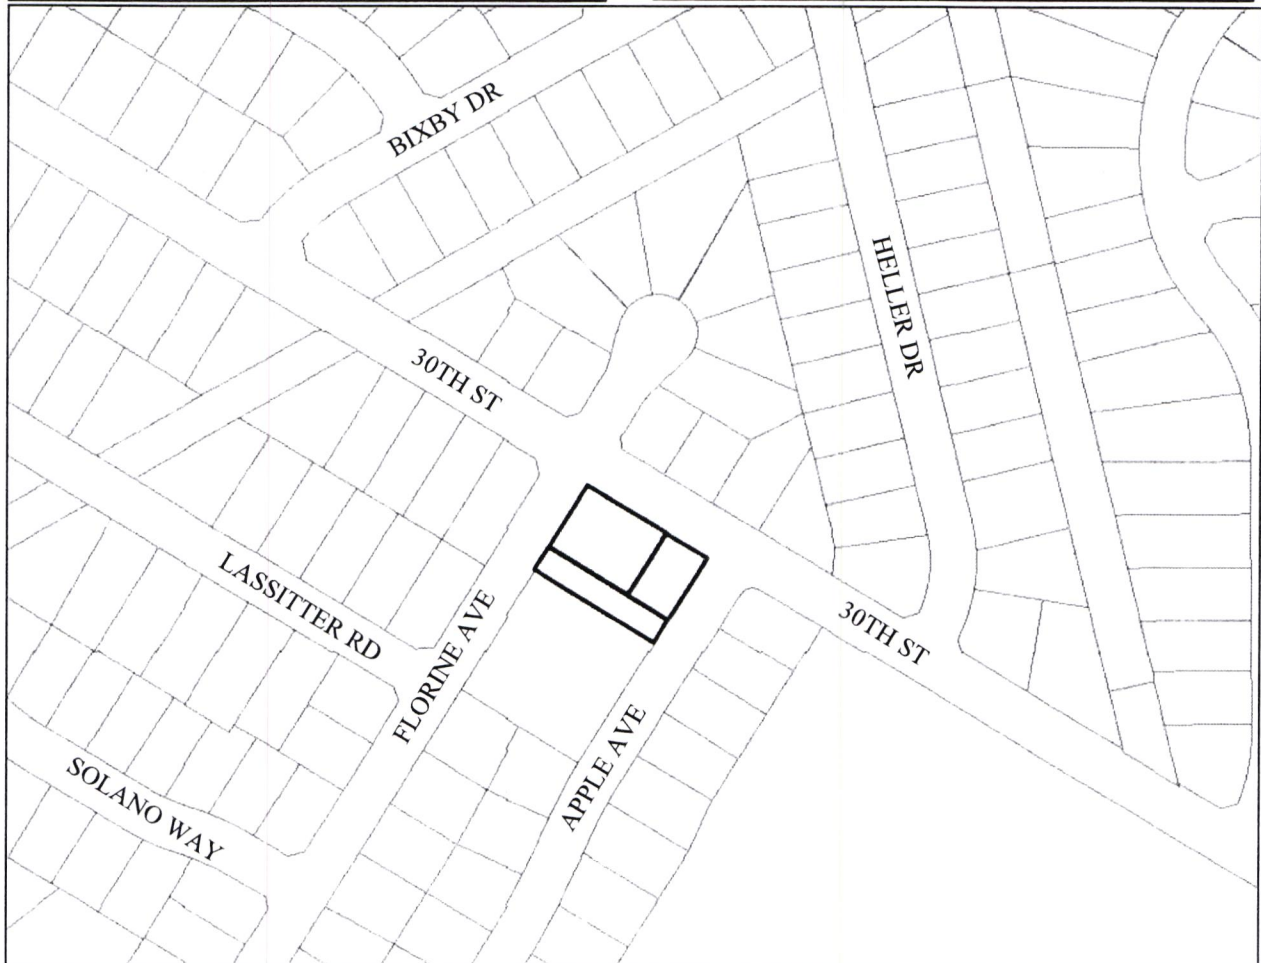 BIXBY DR
HELLER DR
30TH ST
LASSITTER RD
FLORINE AVE
30TH ST
APPLE AVE
SOLANO WAY